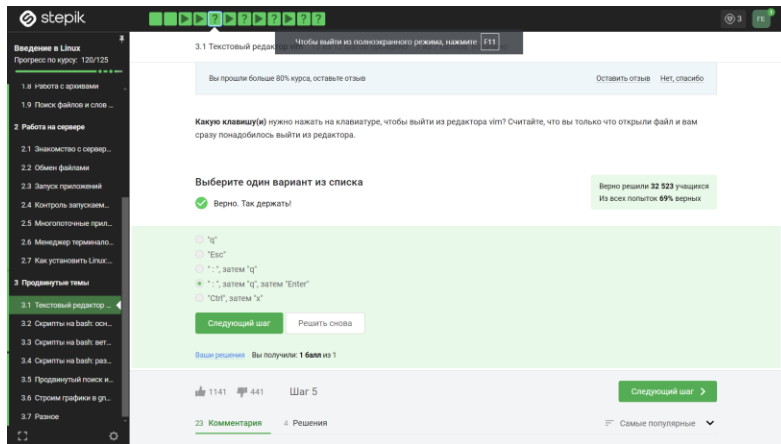 stepik
3
ГЕ
Введение в Linux
Прогресс по курсу: 120/125
1.8 Работа с архивами
1.9 Поиск файлов и слов ...
2 Работа на сервере
2.1 Знакомство с сервер...
2.2 Обмен файлами
2.3 Запуск приложений
2.4 Контроль запускаем...
2.5 Многопоточные прил...
2.6 Менеджер терминало...
2.7 Как установить Linux:...
3 Продвинутые темы
3.1 Текстовый редактор ...
3.2 Скрипты на bash: осн...
3.3 Скрипты на bash: вет...
3.4 Скрипты на bash: раз...
3.5 Продвинутый поиск и...
3.6 Строим графики в gn...
3.7 Разное
3.1 Текстовый редактор
Чтобы выйти из полноэкранного режима, нажмите F11
Вы прошли больше 80% курса, оставьте отзыв
Оставить отзыв Нет, спасибо
Какую клавишу(и) нужно нажать на клавиатуре, чтобы выйти из редактора vim? Считайте, что вы только что открыли файл и вам
сразу понадобилось выйти из редактора.
Выберите один вариант из списка
Верно. Так держать!
Верно решили 32 523 учащихся
Из всех попыток 69% верных
"q"
"Esc"
" : ", затем "q"
" : ", затем "q", затем "Enter"
"Ctrl", затем "x"
Следующий шаг Решить снова
Ваши решения Вы получили: 1 балл из 1
1141 441 Шаг 5
Следующий шаг
23 Комментария 4 Решения
Самые популярные